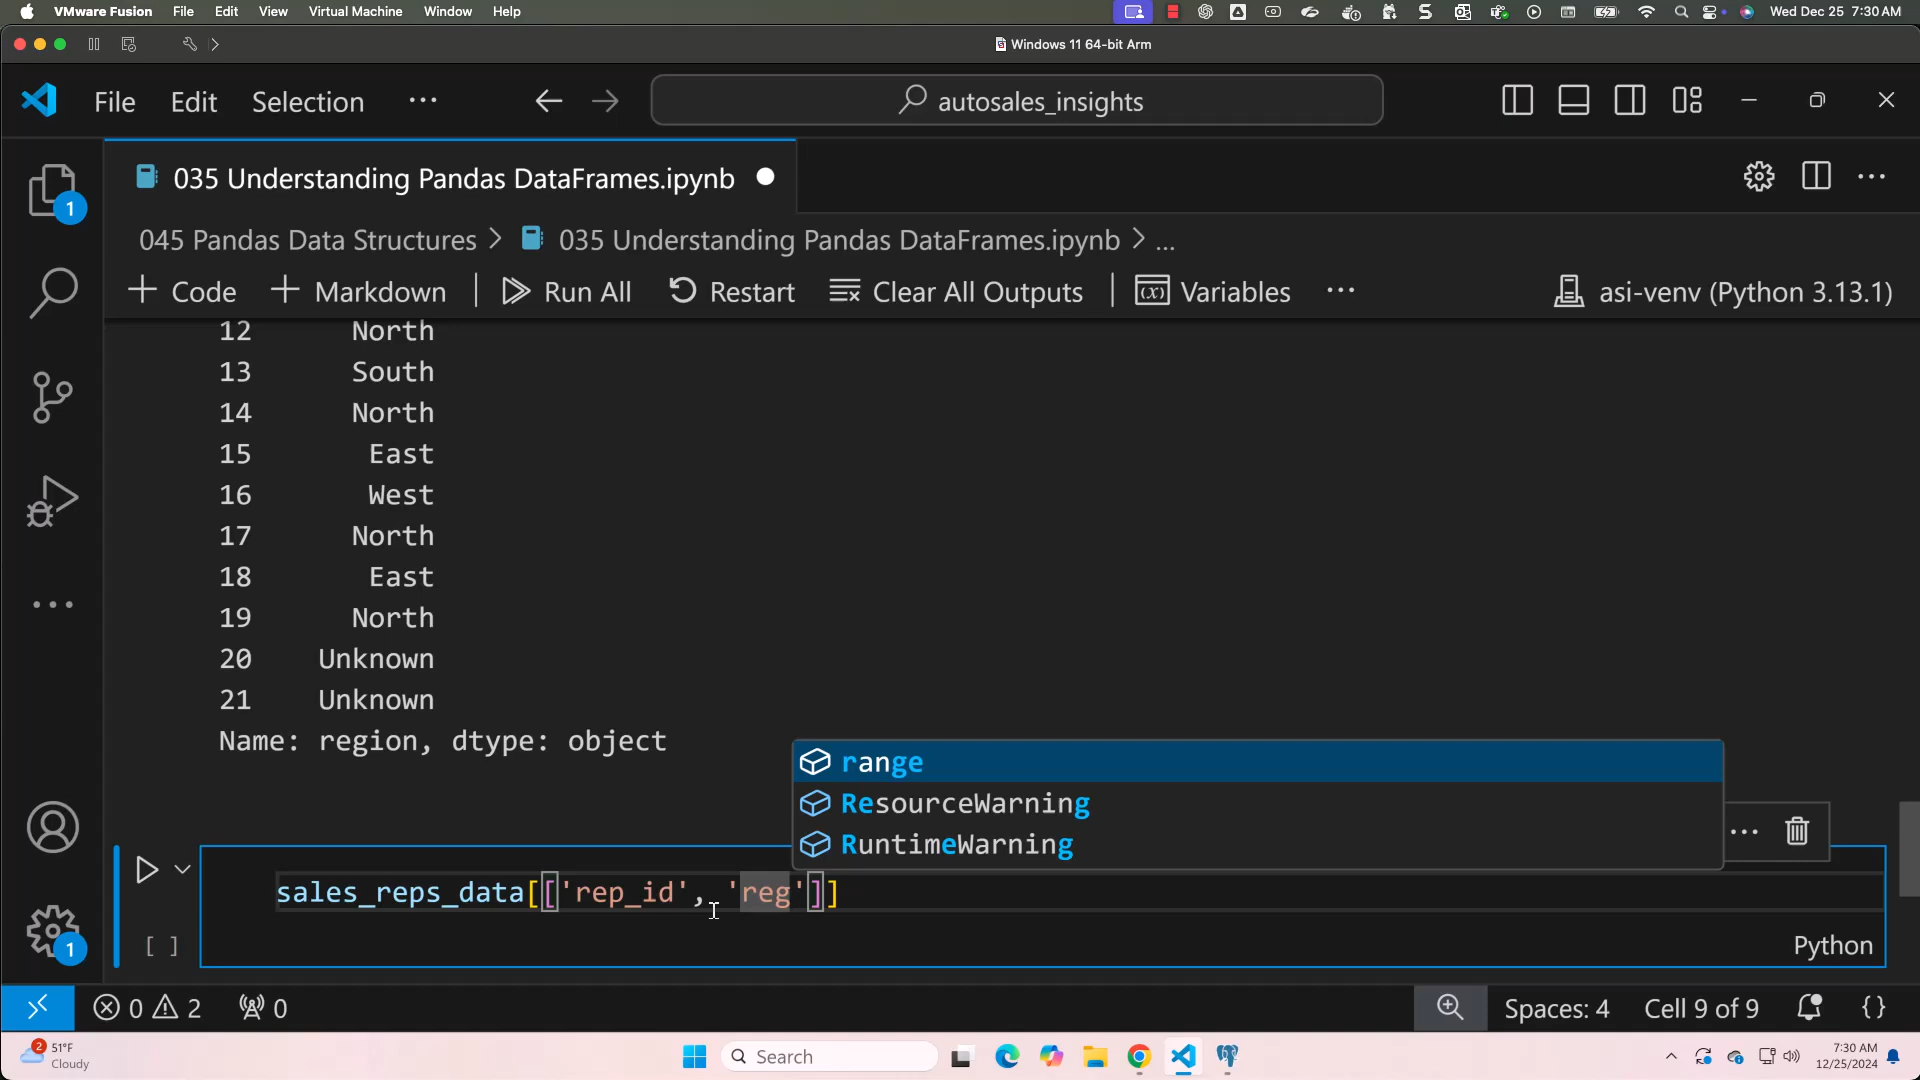 VMware Fusion File Edit View Virtual Machine Window Help Wed Dec 25 7:30 AM
Windows 11 64-bit Arm
File Edit Selection ··· autosales_insights
035 Understanding Pandas DataFrames.ipynb
045 Pandas Data Structures > 035 Understanding Pandas DataFrames.ipynb > ...
+ Code + Markdown Run All Restart Clear All Outputs Variables ··· asi-venv (Python 3.13.1)
12 North
13 South
14 North
15 East
16 West
17 North
18 East
19 North
20 Unknown
21 Unknown
Name: region, dtype: object
range
ResourceWarning
RuntimeWarning
sales_reps_data[['rep_id', 'reg']]
[ ] Python
1
1
0 2 0 Spaces: 4 Cell 9 of 9 {}
2 51°F
Cloudy
Search
7:30 AM
12/25/2024